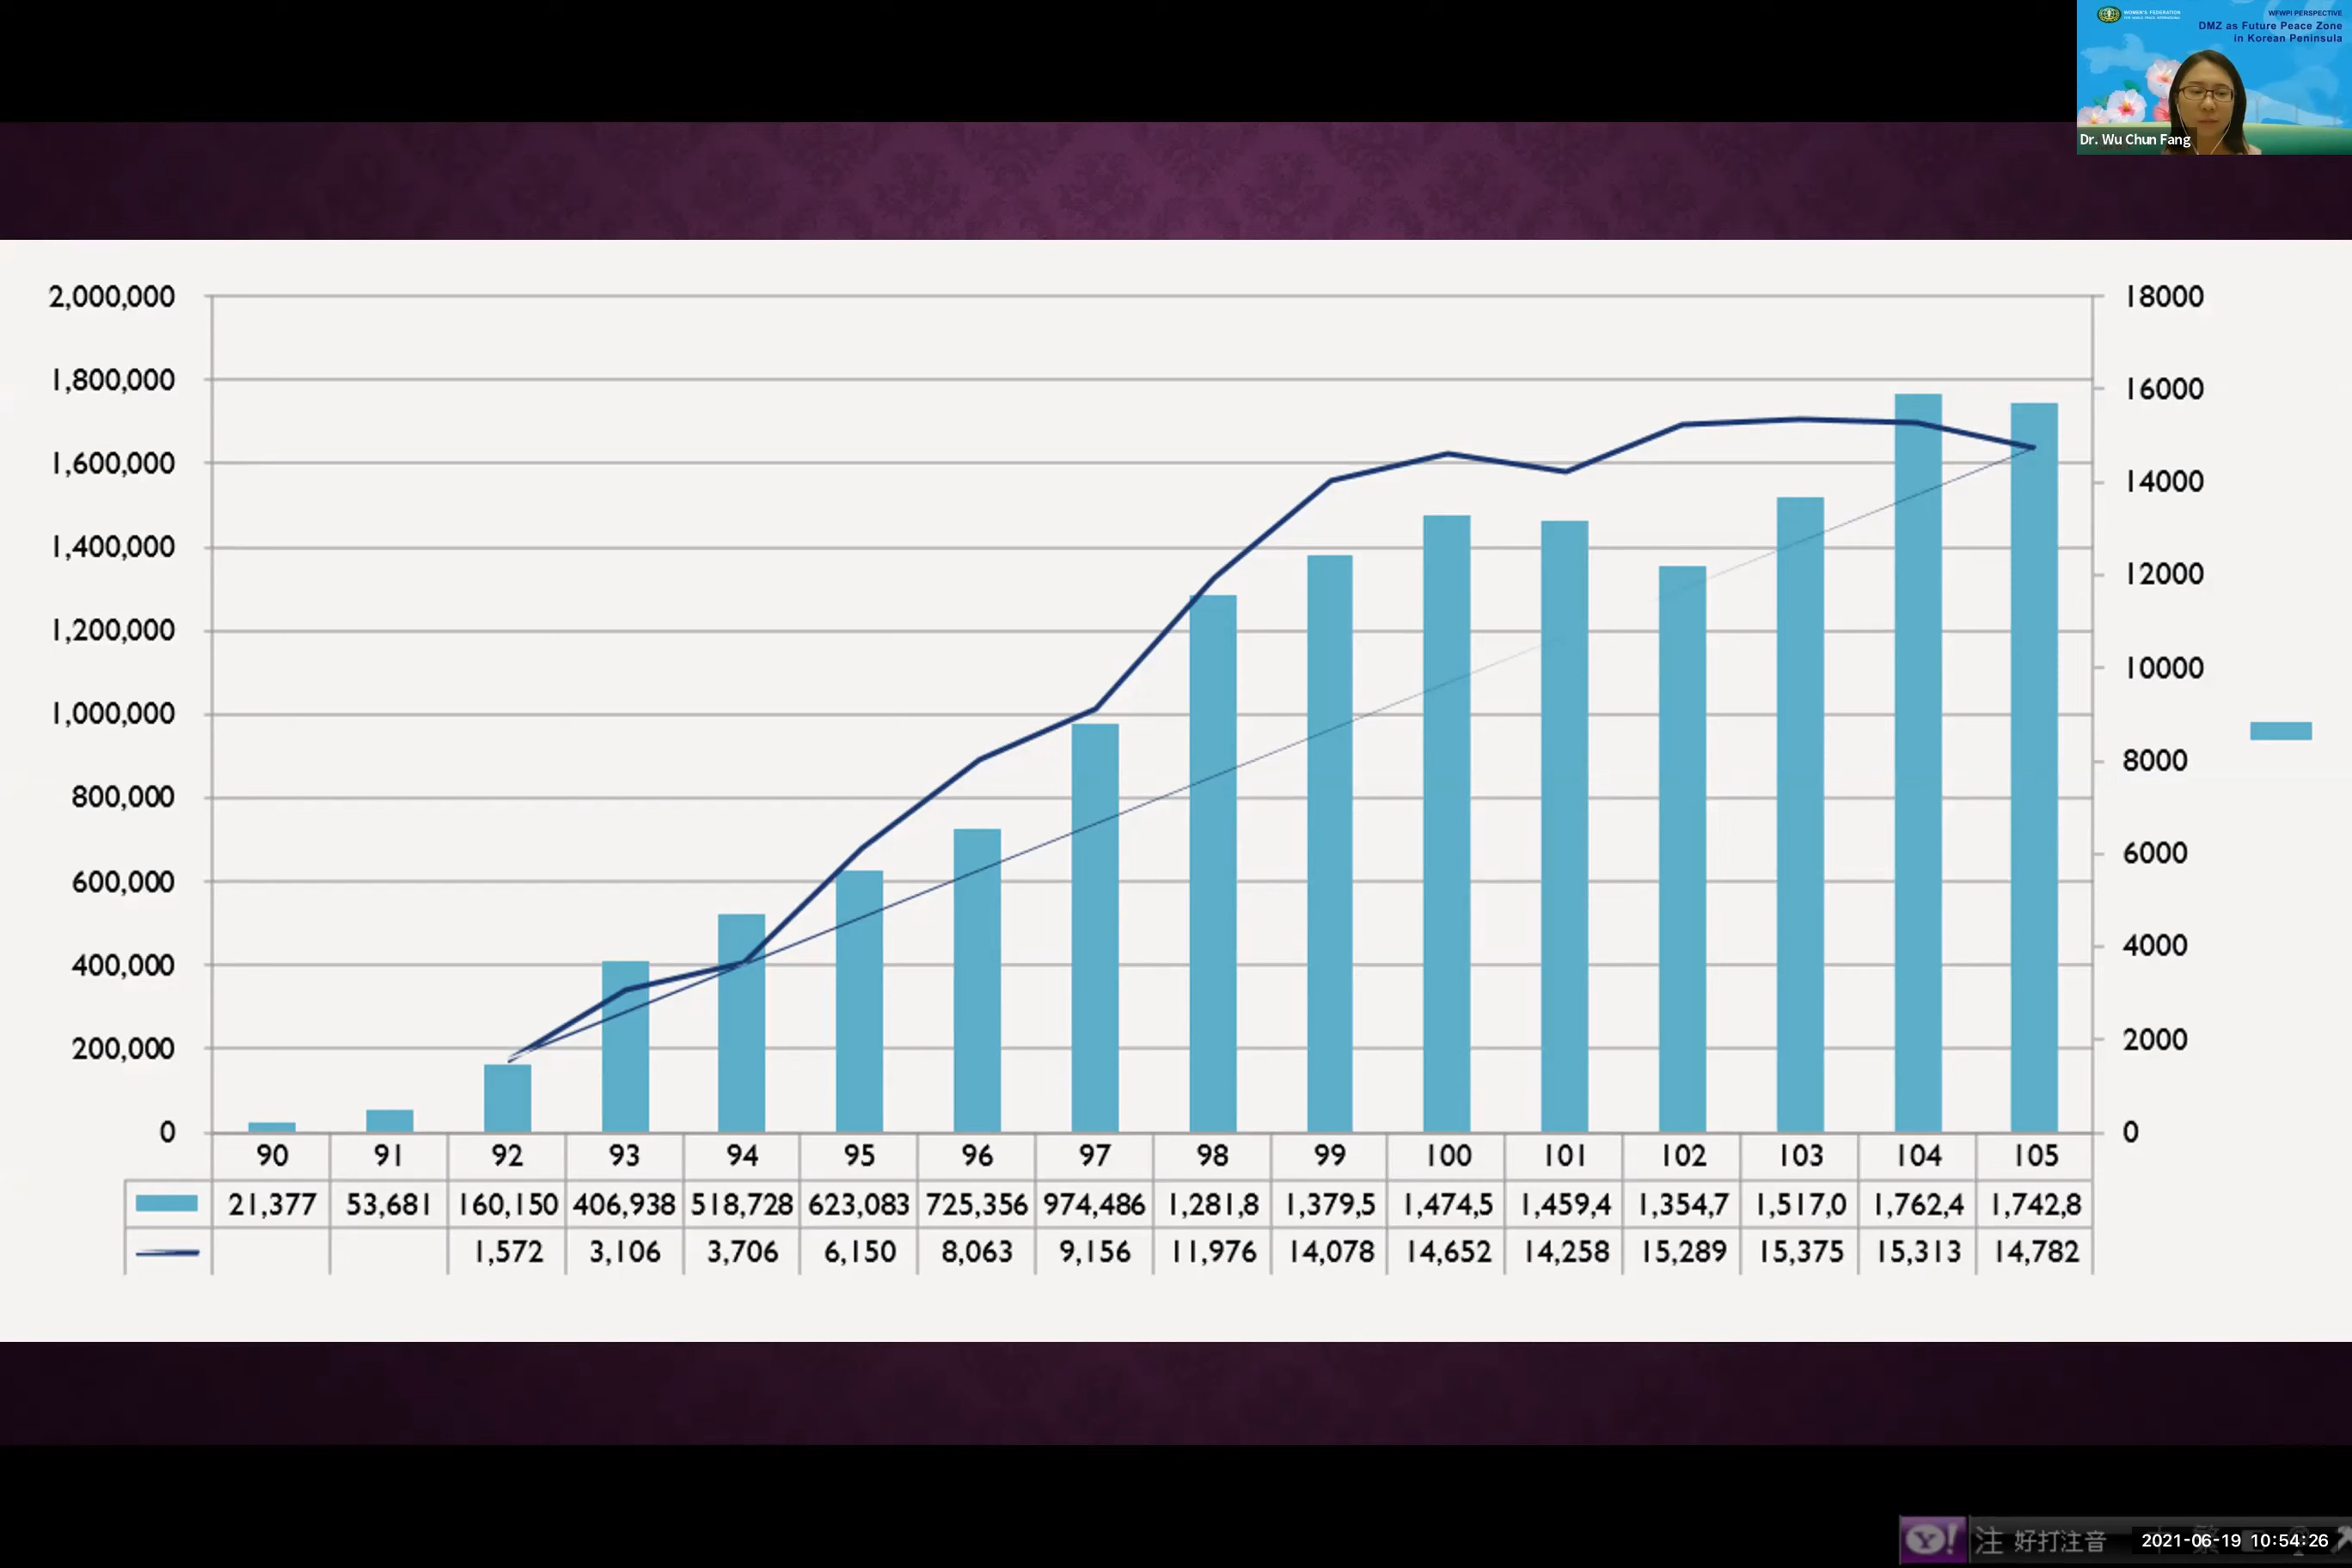 WOMEN'S FEDERATION
FOR WORLD PEACE INTERNATIONAL
WFWPI PERSPECTIVE
DMZ as Future Peace Zone
in Korean Peninsula
Dr. Wu Chun Fang
2,000,000
1,800,000
1,600,000
1,400,000
1,200,000
1,000,000
800,000
600,000
400,000
200,000
0
18000
16000
14000
12000
10000
8000
6000
4000
2000
0
90 91 92 93 94 95 96 97 98 99 100 101 102 103 104 105
21,377 53,681 160,150 406,938 518,728 623,083 725,356 974,486 1,281,8 1,379,5 1,474,5 1,459,4 1,354,7 1,517,0 1,762,4 1,742,8
1,572 3,106 3,706 6,150 8,063 9,156 11,976 14,078 14,652 14,258 15,289 15,375 15,313 14,782
Y! 注 好打注音
2021-06-19 10:54:26